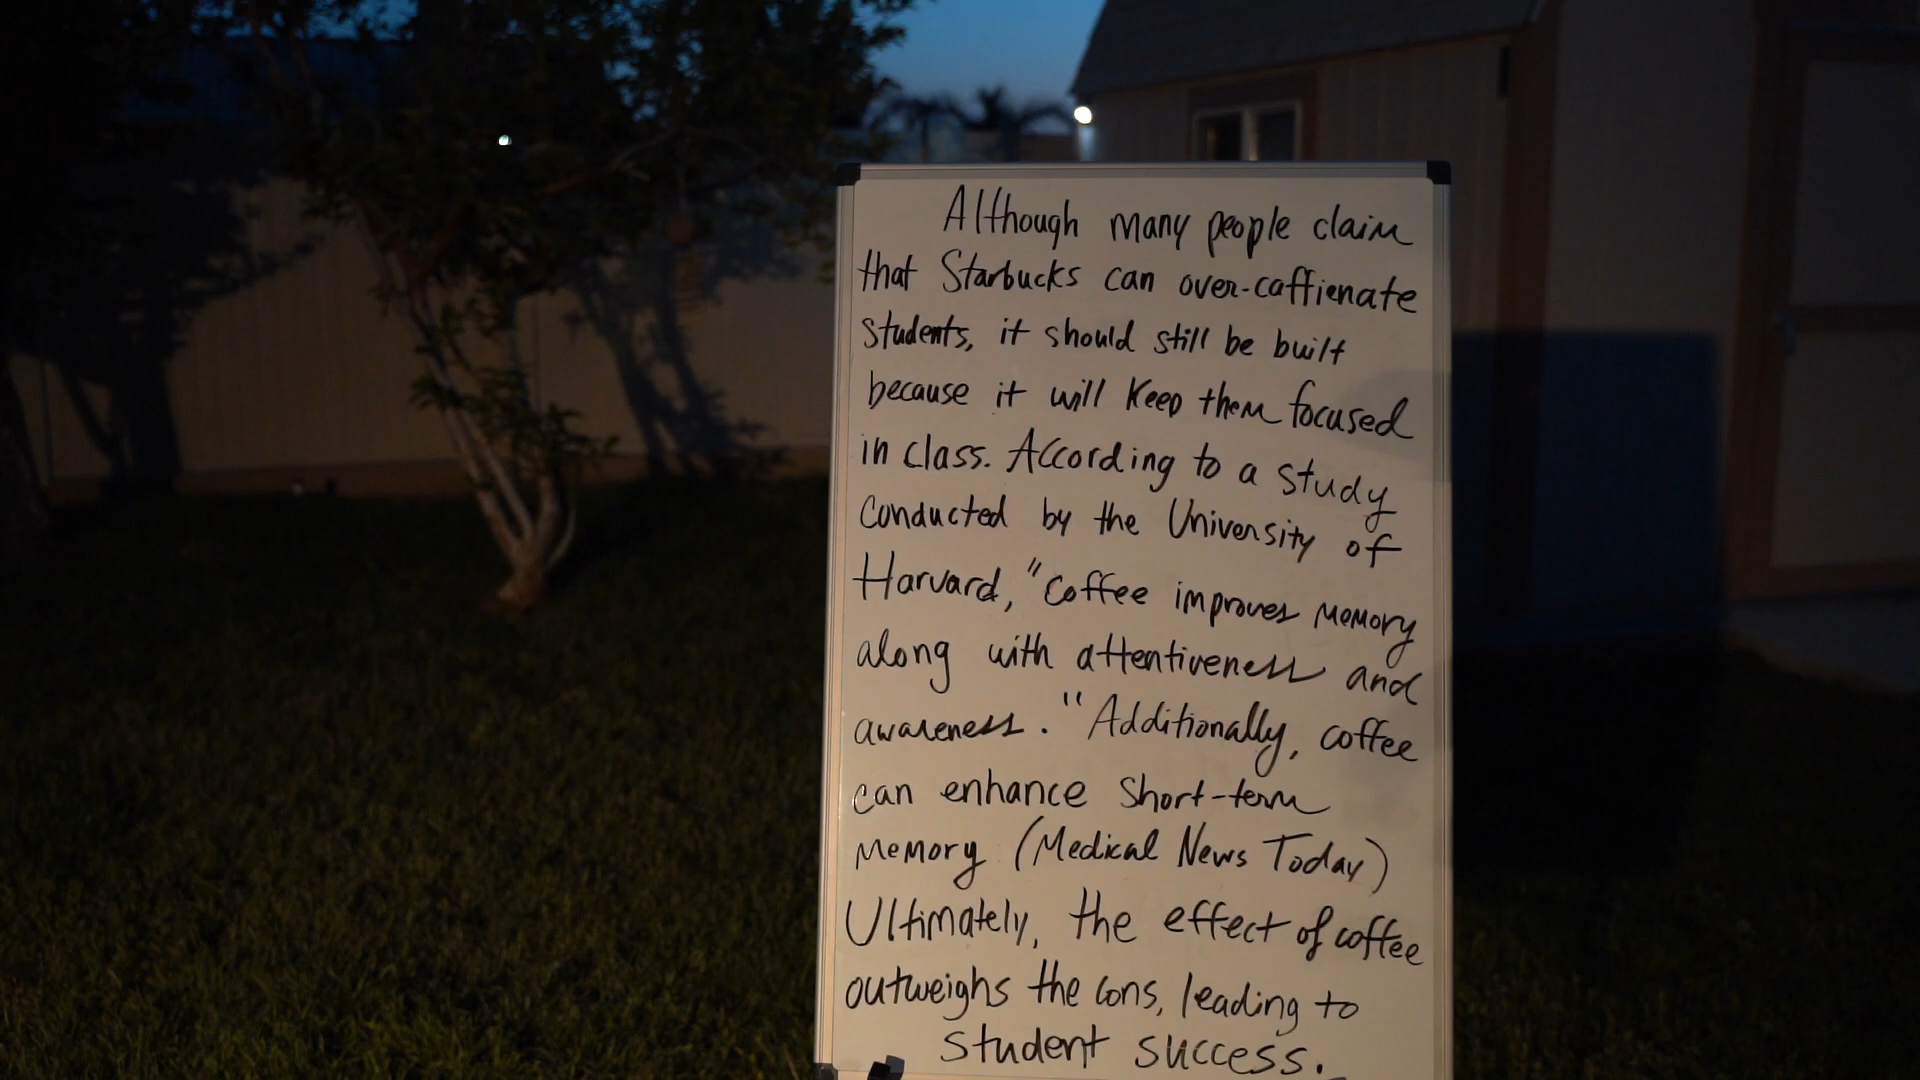 Although many people claim
that Starbucks can over-caffienate
students, it should still be built
because it will keep them focused
in class. According to a study
conducted by the University of
Harvard, "Coffee improves memory
along with attentiveness and
awareness." Additionally, coffee
can enhance short-term
memory (Medical News Today)
Ultimately, the effect of coffee
outweighs the cons, leading to
student success.